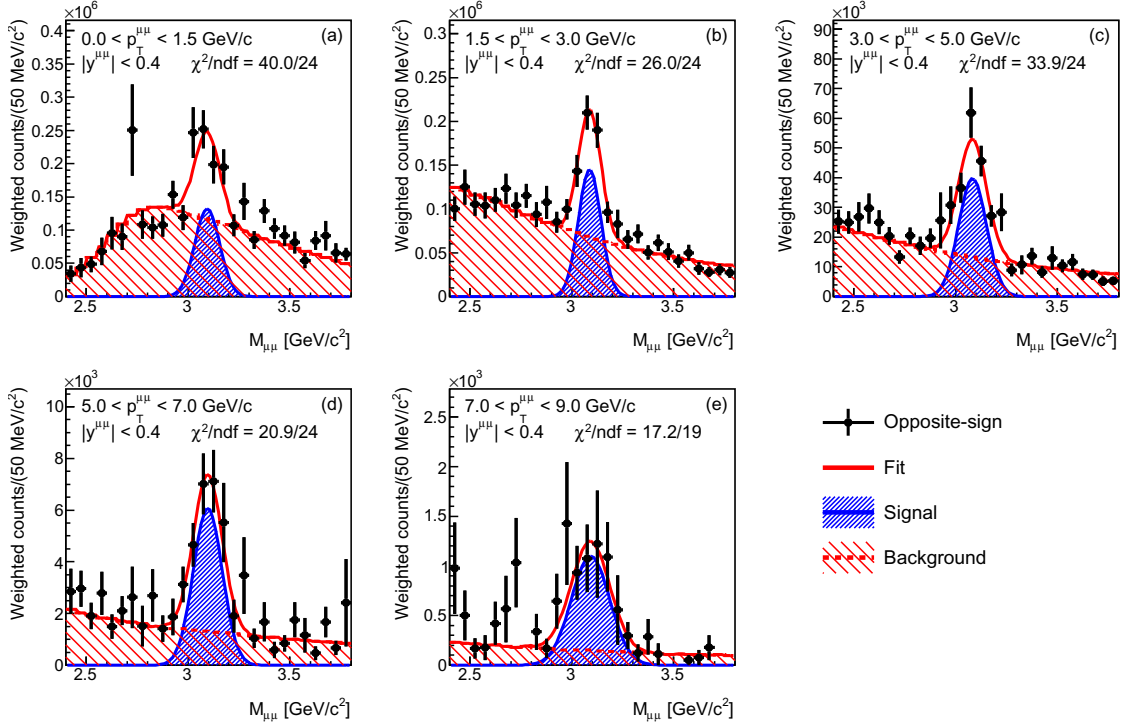 ×10⁶
Weighted counts/(50 MeV/c²)
0.0 < p_T^μμ < 1.5 GeV/c (a)
|y^μμ| < 0.4 χ²/ndf = 40.0/24
0.4
0.35
0.3
0.25
0.2
0.15
0.1
0.05
0
2.5 3 3.5
M_μμ [GeV/c²]
×10⁶
Weighted counts/(50 MeV/c²)
1.5 < p_T^μμ < 3.0 GeV/c (b)
|y^μμ| < 0.4 χ²/ndf = 26.0/24
0.3
0.25
0.2
0.15
0.1
0.05
0
2.5 3 3.5
M_μμ [GeV/c²]
×10³
Weighted counts/(50 MeV/c²)
3.0 < p_T^μμ < 5.0 GeV/c (c)
|y^μμ| < 0.4 χ²/ndf = 33.9/24
90
80
70
60
50
40
30
20
10
0
2.5 3 3.5
M_μμ [GeV/c²]
×10³
Weighted counts/(50 MeV/c²)
5.0 < p_T^μμ < 7.0 GeV/c (d)
|y^μμ| < 0.4 χ²/ndf = 20.9/24
10
8
6
4
2
0
2.5 3 3.5
M_μμ [GeV/c²]
×10³
Weighted counts/(50 MeV/c²)
7.0 < p_T^μμ < 9.0 GeV/c (e)
|y^μμ| < 0.4 χ²/ndf = 17.2/19
2.5
2
1.5
1
0.5
0
2.5 3 3.5
M_μμ [GeV/c²]
Opposite-sign
Fit
Signal
Background